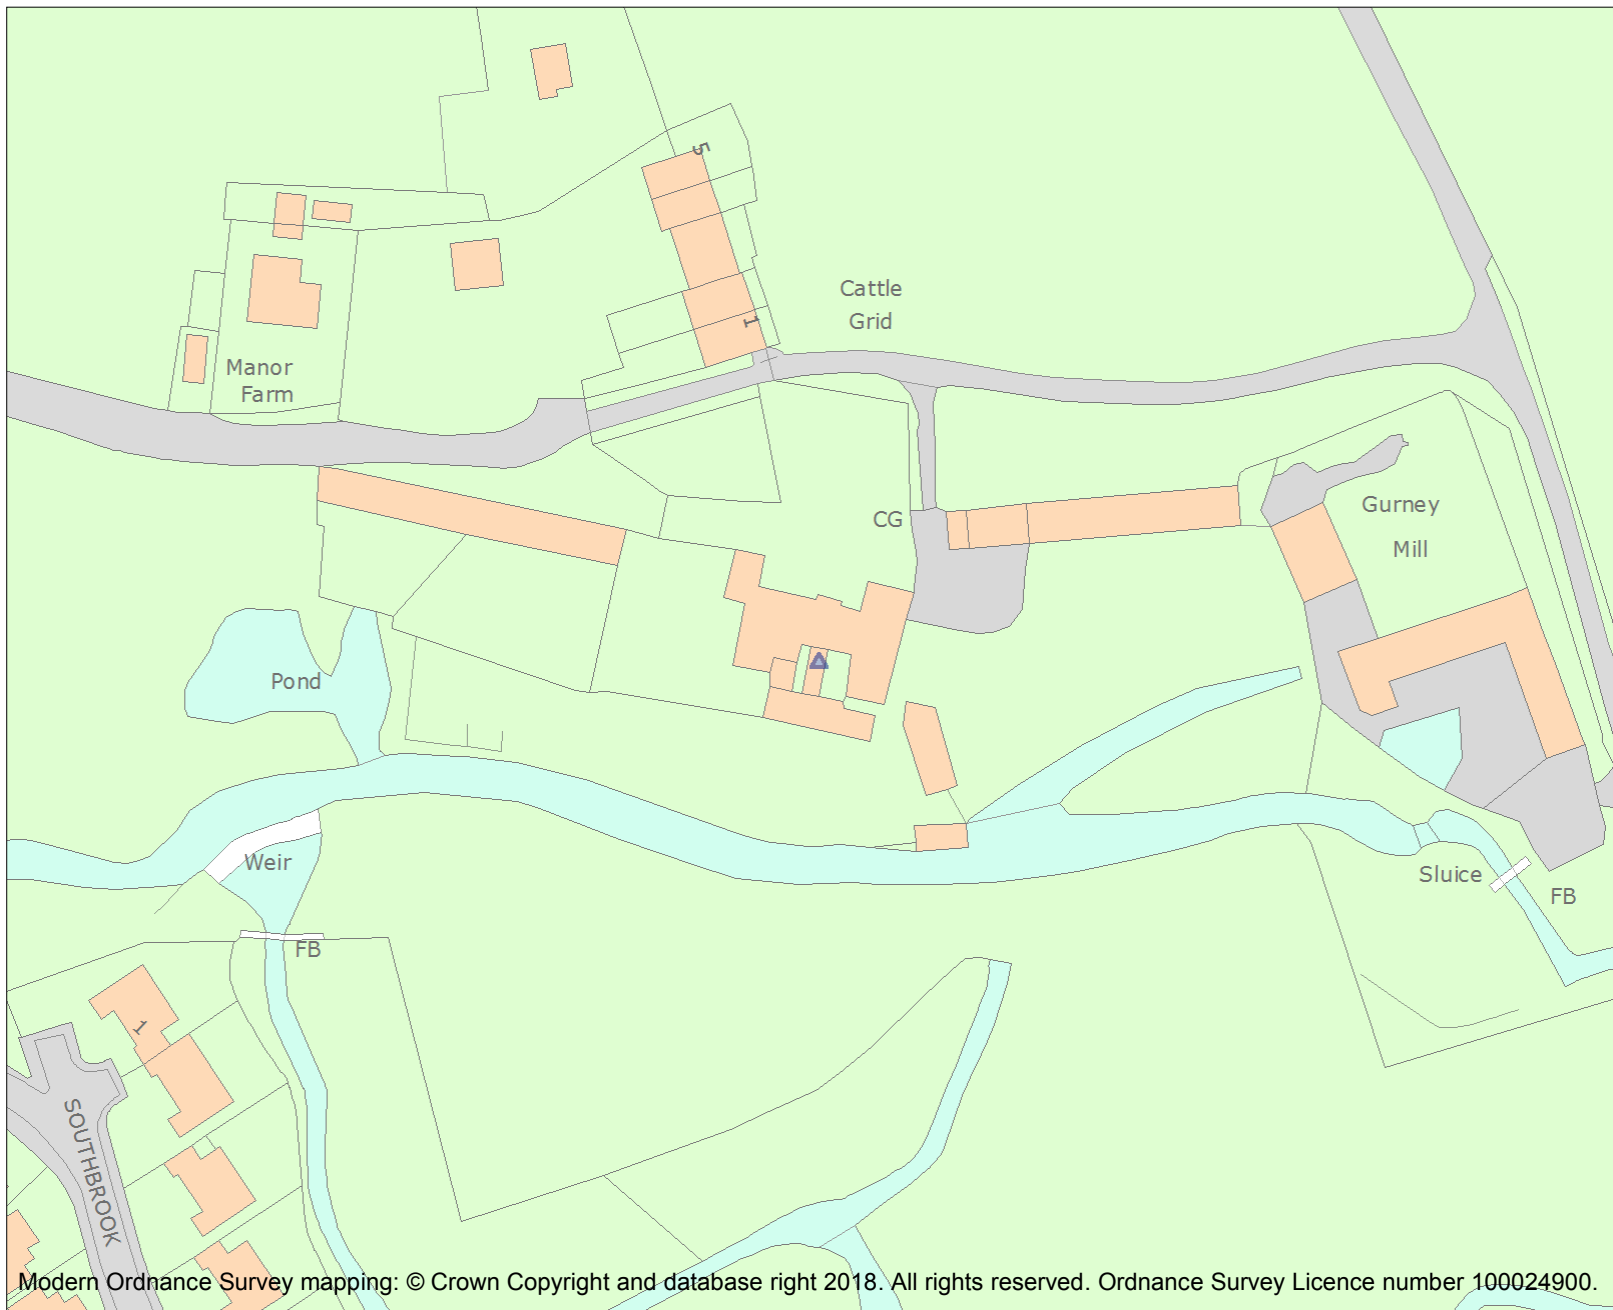 5
Cattle
Grid
1
Manor
Farm
Gurney
Mill
CG
Pond
Weir
Sluice
FB
FB
1
SOUTHBROOK
Modern Ordnance Survey mapping: © Crown Copyright and database right 2018. All rights reserved. Ordnance Survey Licence number 100024900.